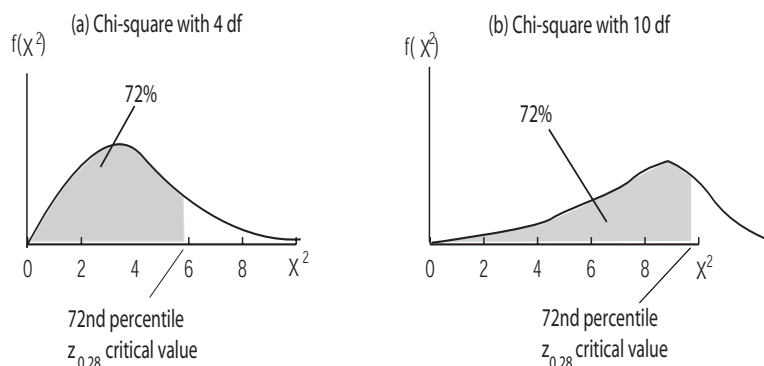 (a) Chi-square with 4 df
f(X²)
72%
0 2 4 6 8 X²
72nd percentile
z₀.₂₈ critical value
(b) Chi-square with 10 df
f( X²)
72%
0 2 4 6 8 X²
72nd percentile
z₀.₂₈ critical value